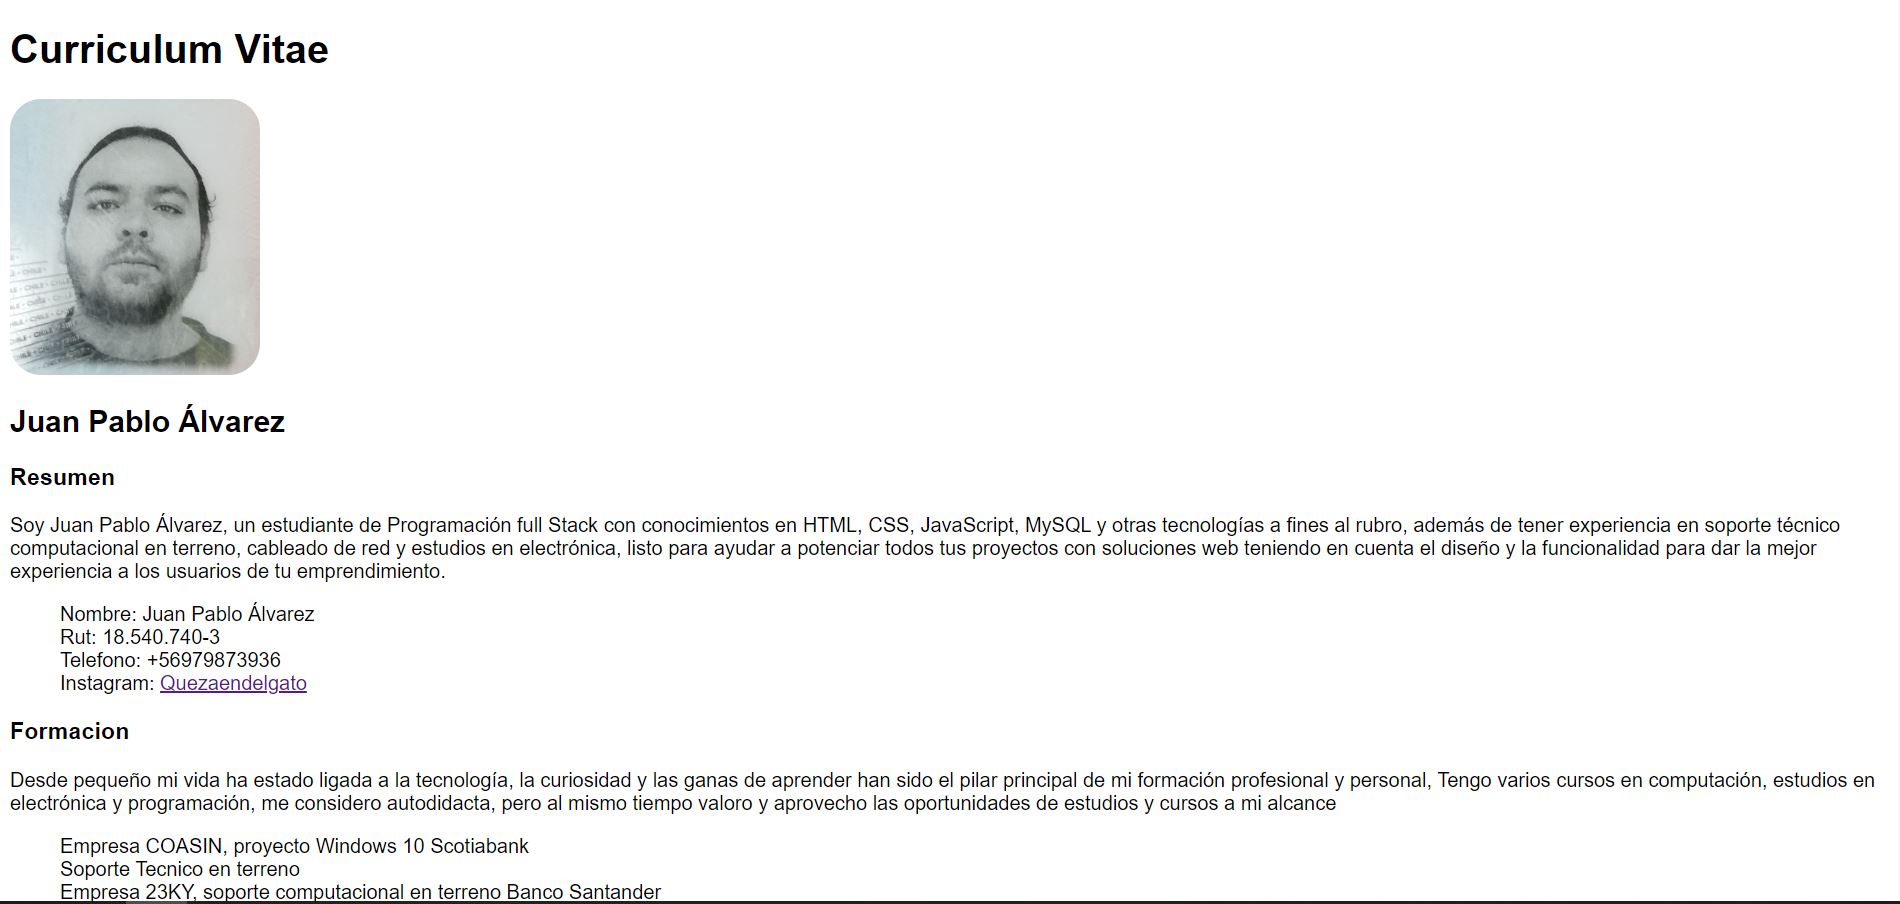 Curriculum Vitae
CHILE
CHILE
CHILE
CHILE
Juan Pablo Álvarez
Resumen
Soy Juan Pablo Álvarez, un estudiante de Programación full Stack con conocimientos en HTML, CSS, JavaScript, MySQL y otras tecnologías a fines al rubro, además de tener experiencia en soporte técnico
computacional en terreno, cableado de red y estudios en electrónica, listo para ayudar a potenciar todos tus proyectos con soluciones web teniendo en cuenta el diseño y la funcionalidad para dar la mejor
experiencia a los usuarios de tu emprendimiento.
Nombre: Juan Pablo Álvarez
Rut: 18.540.740-3
Telefono: +56979873936
Instagram: Quezaendelgato
Formacion
Desde pequeño mi vida ha estado ligada a la tecnología, la curiosidad y las ganas de aprender han sido el pilar principal de mi formación profesional y personal, Tengo varios cursos en computación, estudios en
electrónica y programación, me considero autodidacta, pero al mismo tiempo valoro y aprovecho las oportunidades de estudios y cursos a mi alcance
Empresa COASIN, proyecto Windows 10 Scotiabank
Soporte Tecnico en terreno
Empresa 23KY, soporte computacional en terreno Banco Santander